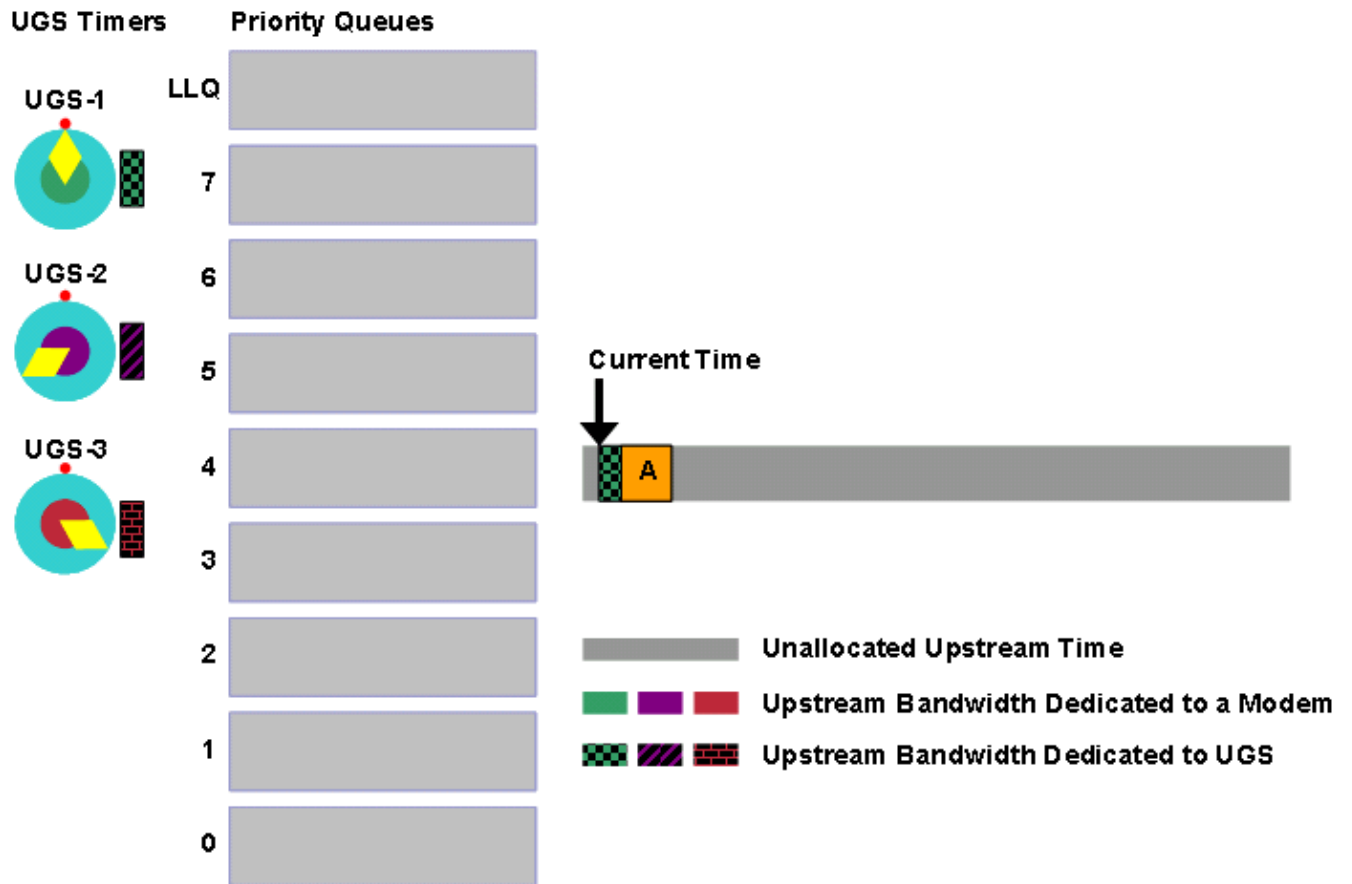 UGS Timers
Priority Queues
LLQ
UGS-1
7
6
UGS-2
5
Current Time
UGS-3
4
A
3
2
Unallocated Upstream Time
Upstream Bandwidth Dedicated to a Modem
1
Upstream Bandwidth Dedicated to UGS
0